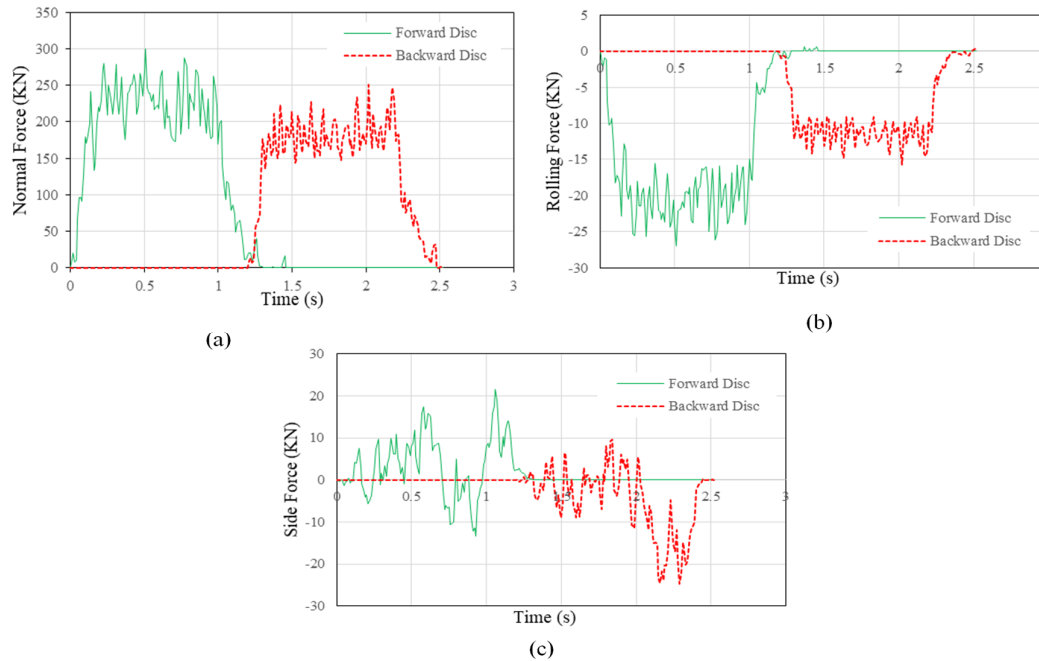 Normal Force (KN)
350
300
250
200
150
100
50
0
0 0.5 1 1.5 2 2.5 3
Time (s)
Forward Disc
Backward Disc
(a)
Rolling Force (KN)
5
0
-5
-10
-15
-20
-25
-30
0 0.5 1 1.5 2 2.5 3
Forward Disc
Backward Disc
Time (s)
(b)
Side Force (KN)
30
20
10
0
-10
-20
-30
0 0.5 1 1.5 2 2.5 3
Forward Disc
Backward Disc
Time (s)
(c)